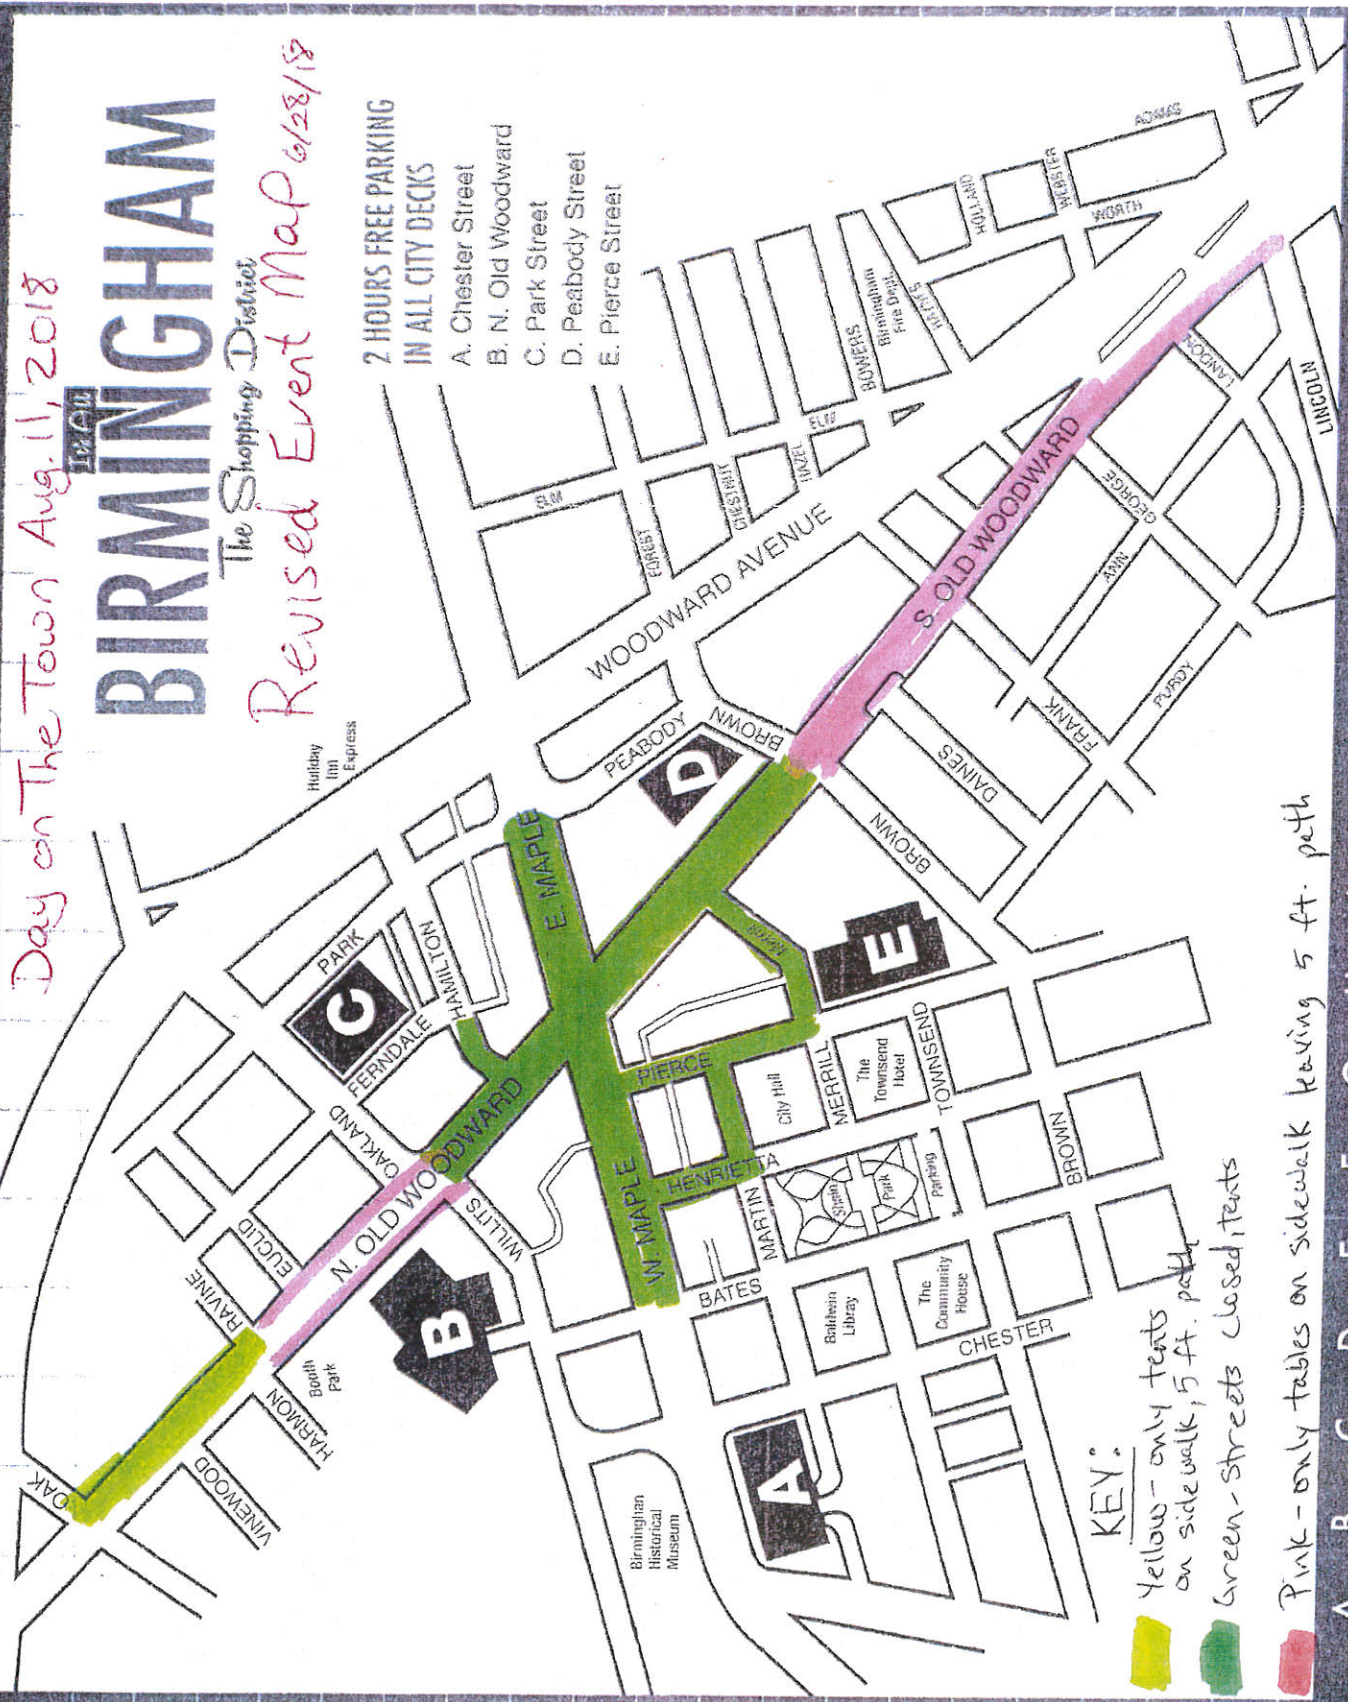 Day on The Town Aug. 11, 2018
BIRMINGHAM
The Shopping District
Revised Event Map 6/28/18
2 HOURS FREE PARKING
IN ALL CITY DECKS
A. Chester Street
B. N. Old Woodward
C. Park Street
D. Peabody Street
E. Pierce Street
Holiday
Inn
Express
ELM
FOREST
CHESTNUT
HAZEL
ELM
BOWERS
Birmingham
Fire Dept.
HAYNES
HOLLAND
WEBSTER
ADAMS
WORTH
WOODWARD AVENUE
PEABODY
BROWN
D
S. OLD WOODWARD
LANDON
LINCOLN
GEORGE
ANN
FRANK
PURDY
DAINES
BROWN
PARK
C
HAMILTON
FERNDALE
OAKLAND
E. MAPLE
N. OLD WOODWARD
EUCLID
RAVINE
OAK
VINEWOOD
HARMON
Booth
Park
B
WILLITS
W. MAPLE
PIERCE
HENRIETTA
MERRILL
E
City Hall
MARTIN
The
Townsend
Hotel
TOWNSEND
Shain
Park
Parking
BROWN
BATES
Baldwin
Library
The
Community
House
CHESTER
Birmingham
Historical
Museum
A
KEY:
Yellow - only tents
on sidewalk, 5 ft. path
Green - Streets closed, tents
Pink - only tables on sidewalk leaving 5 ft. path